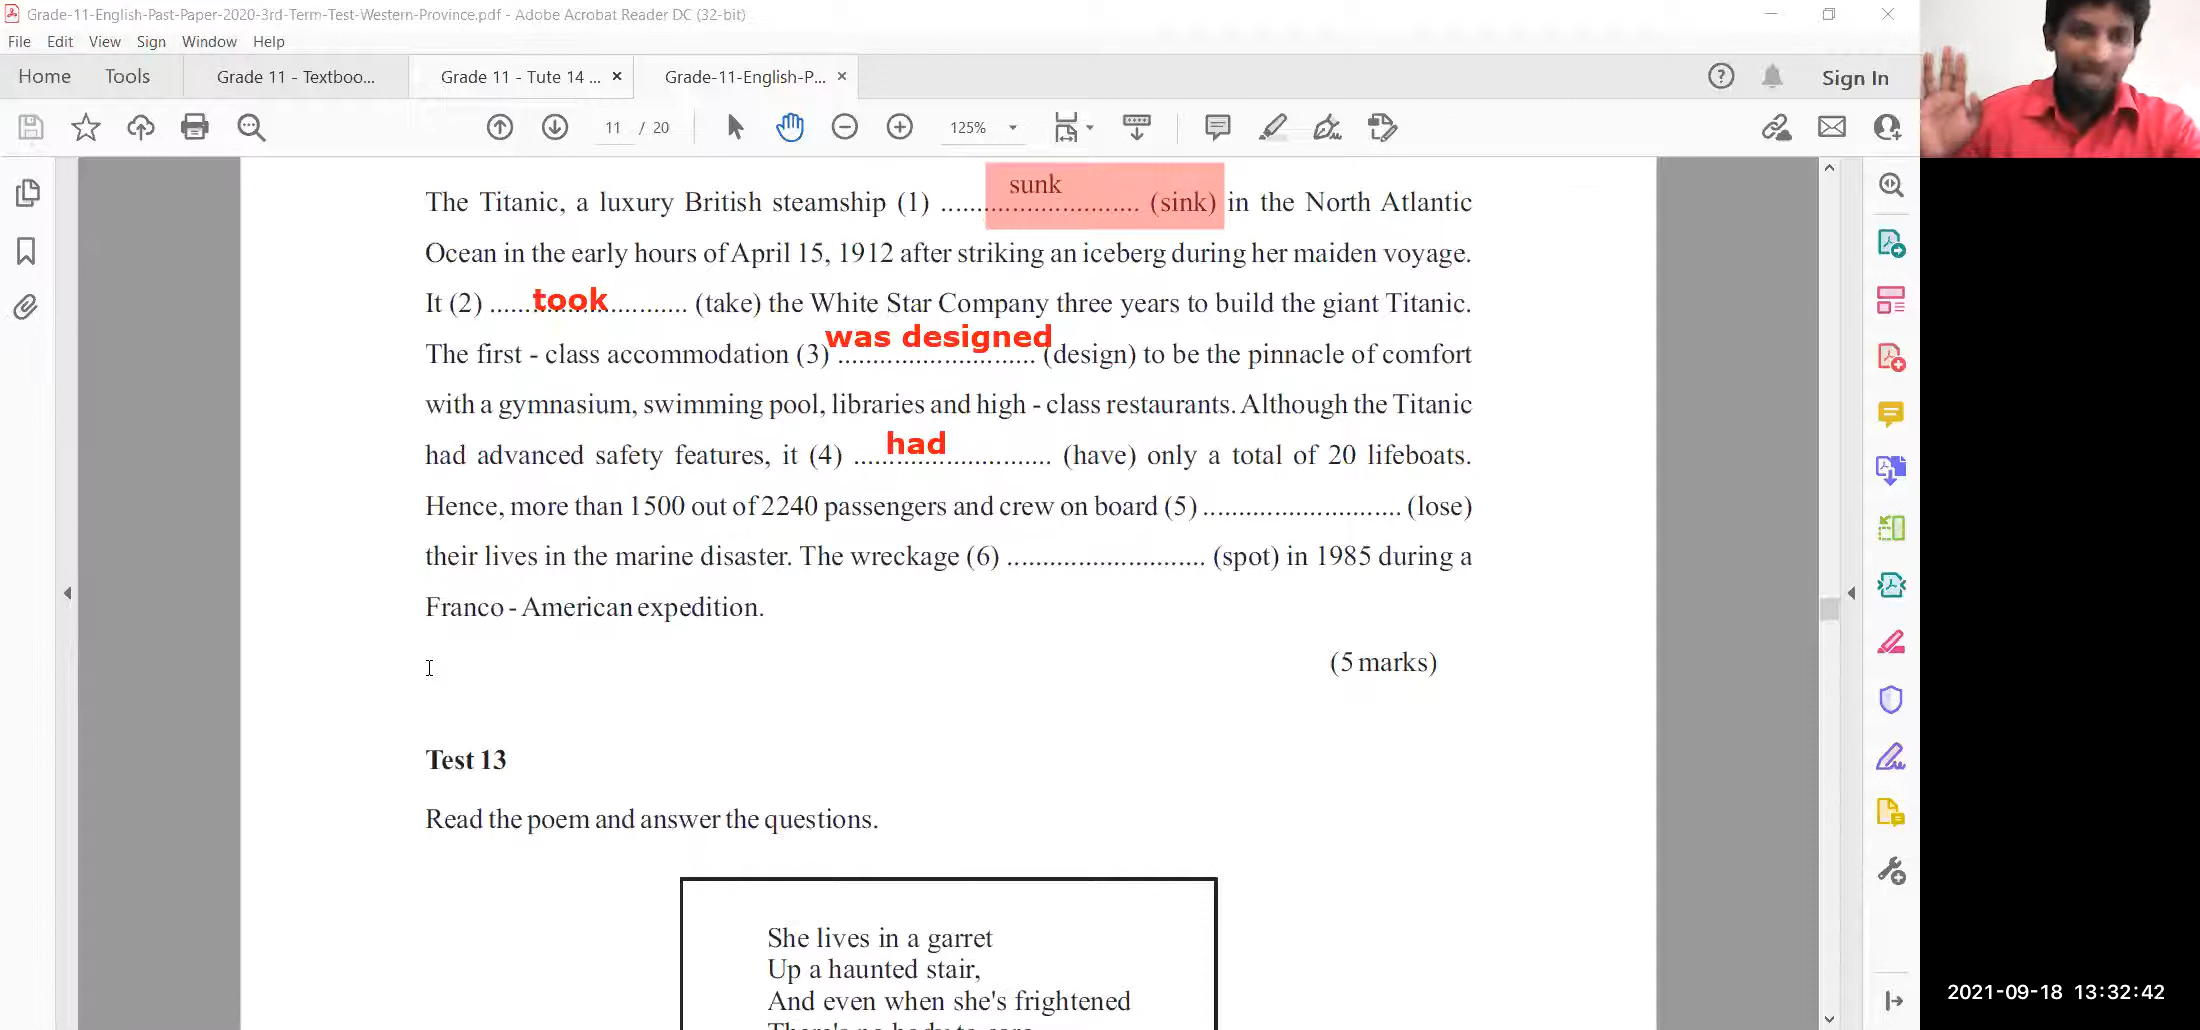 Grade-11-English-Past-Paper-2020-3rd-Term-Test-Western-Province.pdf - Adobe Acrobat Reader DC (32-bit)
File Edit View Sign Window Help
Home Tools Grade 11 - Textboo... Grade 11 - Tute 14 ... Grade-11-English-P... Sign In
11 / 20 125%
sunk
The Titanic, a luxury British steamship (1) ............................ (sink) in the North Atlantic
Ocean in the early hours of April 15, 1912 after striking an iceberg during her maiden voyage.
It (2) ......took........... (take) the White Star Company three years to build the giant Titanic.
was designed
The first - class accommodation (3) ............................ (design) to be the pinnacle of comfort
with a gymnasium, swimming pool, libraries and high - class restaurants. Although the Titanic
had
had advanced safety features, it (4) ............................ (have) only a total of 20 lifeboats.
Hence, more than 1500 out of 2240 passengers and crew on board (5) ............................ (lose)
their lives in the marine disaster. The wreckage (6) ............................ (spot) in 1985 during a
Franco - American expedition.
(5 marks)
Test 13
Read the poem and answer the questions.
She lives in a garret
Up a haunted stair,
And even when she's frightened
There's no body to care
2021-09-18 13:32:42